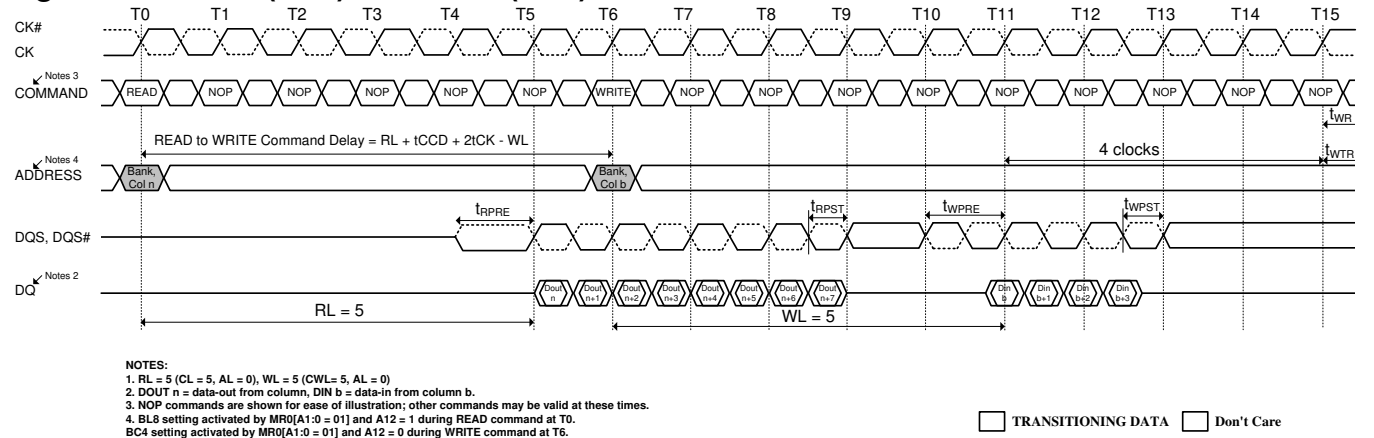 T0 T1 T2 T3 T4 T5 T6 T7 T8 T9 T10 T11 T12 T13 T14 T15
CK#
CK
Notes 3
COMMAND READ NOP NOP NOP NOP NOP WRITE NOP NOP NOP NOP NOP NOP NOP NOP NOP
tWR
READ to WRITE Command Delay = RL + tCCD + 2tCK - WL
4 clocks tWTR
Notes 4
ADDRESS
Bank, Bank,
Col n Col b
tRPRE tRPST tWPRE tWPST
DQS, DQS#
Notes 2
DQ
Dout Dout Dout Dout Dout Dout Dout Dout Din Din Din Din
n n+1 n+2 n+3 n+4 n+5 n+6 n+7 b b+1 b+2 b+3
RL = 5 WL = 5
NOTES:
1. RL = 5 (CL = 5, AL = 0), WL = 5 (CWL= 5, AL = 0)
2. DOUT n = data-out from column, DIN b = data-in from column b.
3. NOP commands are shown for ease of illustration; other commands may be valid at these times.
4. BL8 setting activated by MR0[A1:0 = 01] and A12 = 1 during READ command at T0.
BC4 setting activated by MR0[A1:0 = 01] and A12 = 0 during WRITE command at T6.
TRANSITIONING DATA Don't Care